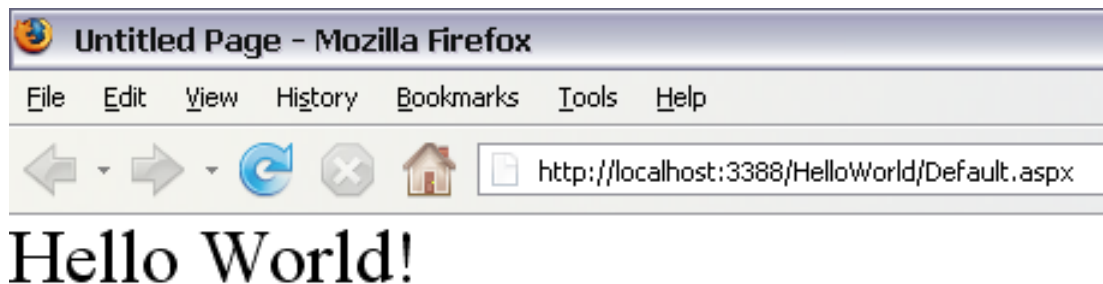 Untitled Page - Mozilla Firefox
File Edit View History Bookmarks Tools Help
http://localhost:3388/HelloWorld/Default.aspx
Hello World!